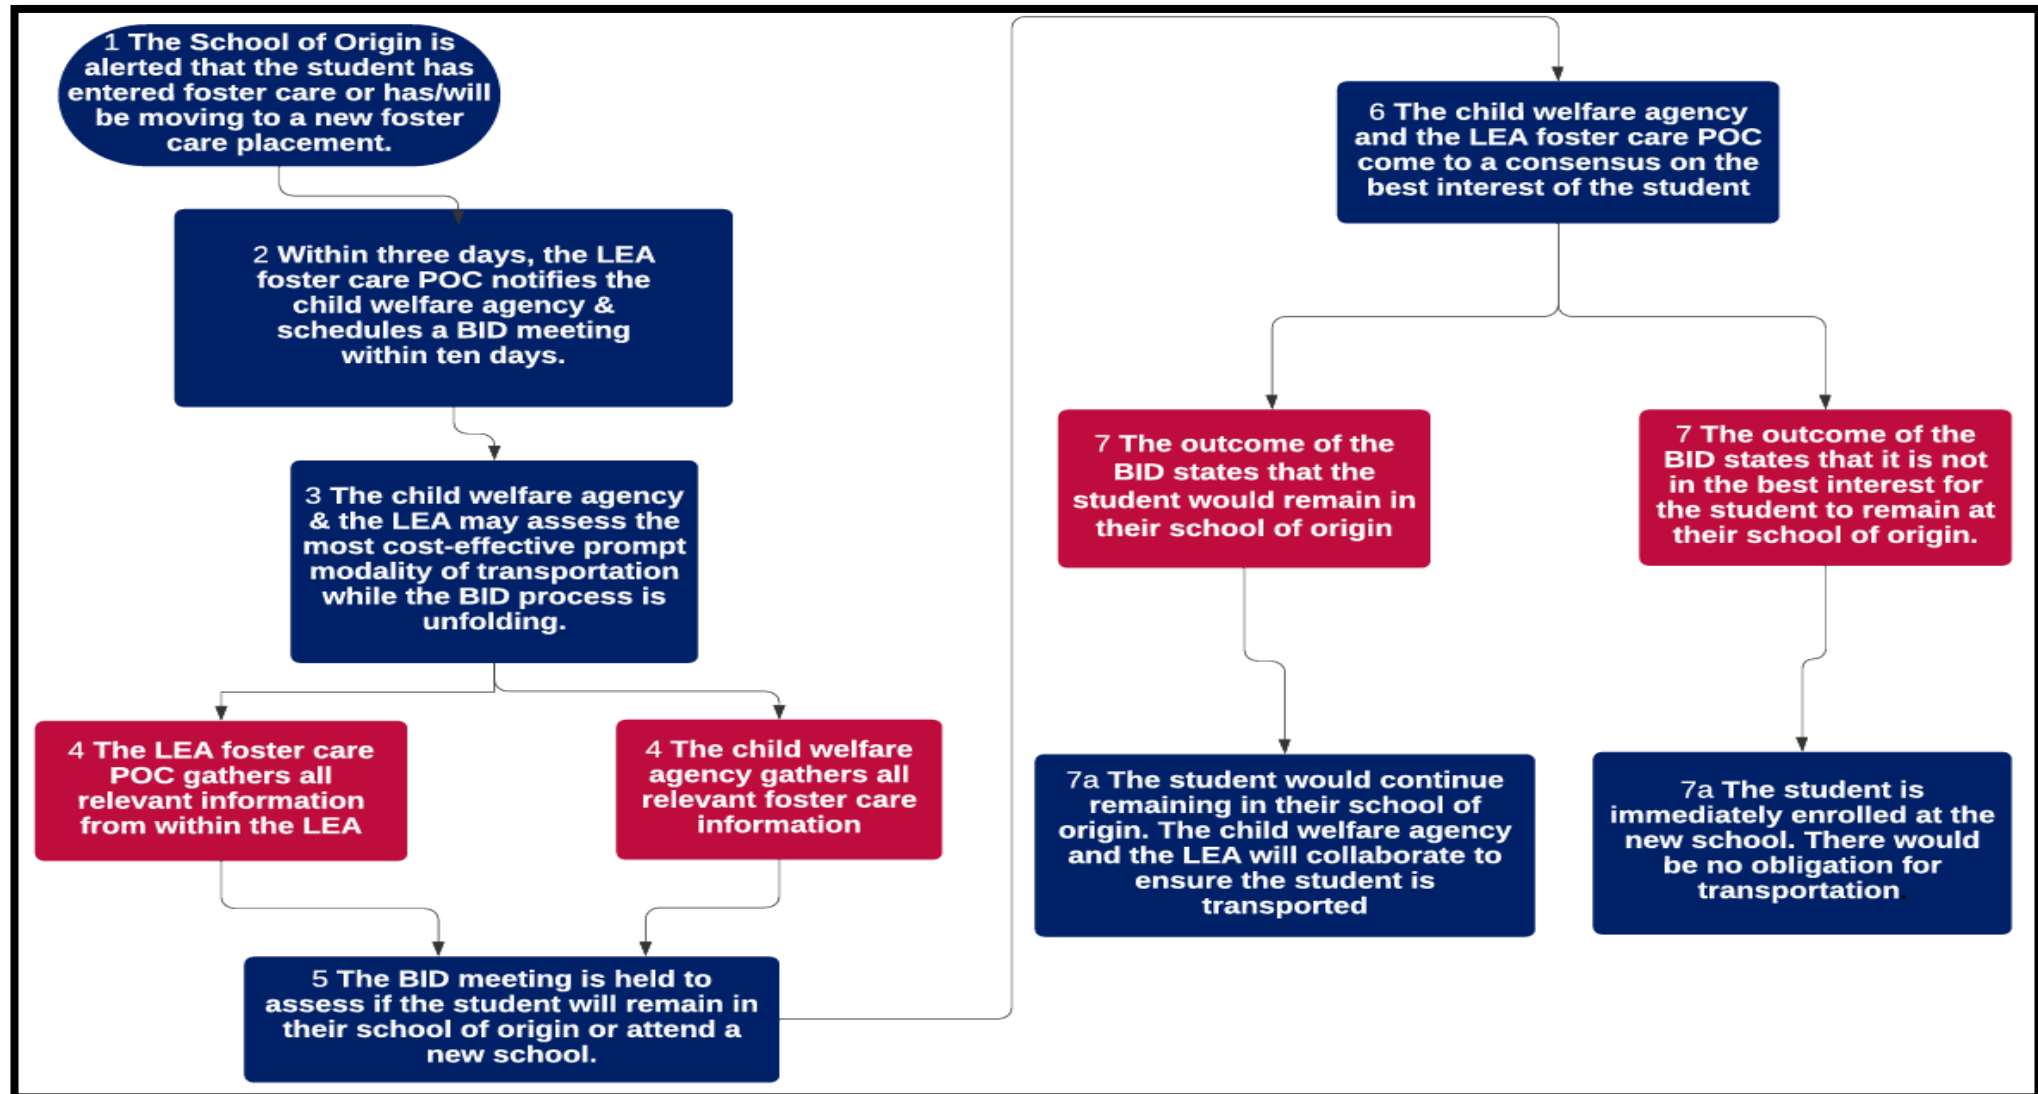 1 The School of Origin is
alerted that the student has
entered foster care or has/will
be moving to a new foster
care placement.
2 Within three days, the LEA
foster care POC notifies the
child welfare agency &
schedules a BID meeting
within ten days.
3 The child welfare agency
& the LEA may assess the
most cost-effective prompt
modality of transportation
while the BID process is
unfolding.
4 The LEA foster care
POC gathers all
relevant information
from within the LEA
4 The child welfare
agency gathers all
relevant foster care
information
5 The BID meeting is held to
assess if the student will remain in
their school of origin or attend a
new school.
6 The child welfare agency
and the LEA foster care POC
come to a consensus on the
best interest of the student
7 The outcome of the
BID states that the
student would remain in
their school of origin
7 The outcome of the
BID states that it is not
in the best interest for
the student to remain at
their school of origin.
7a The student would continue
remaining in their school of
origin. The child welfare agency
and the LEA will collaborate to
ensure the student is
transported
7a The student is
immediately enrolled at the
new school. There would
be no obligation for
transportation.